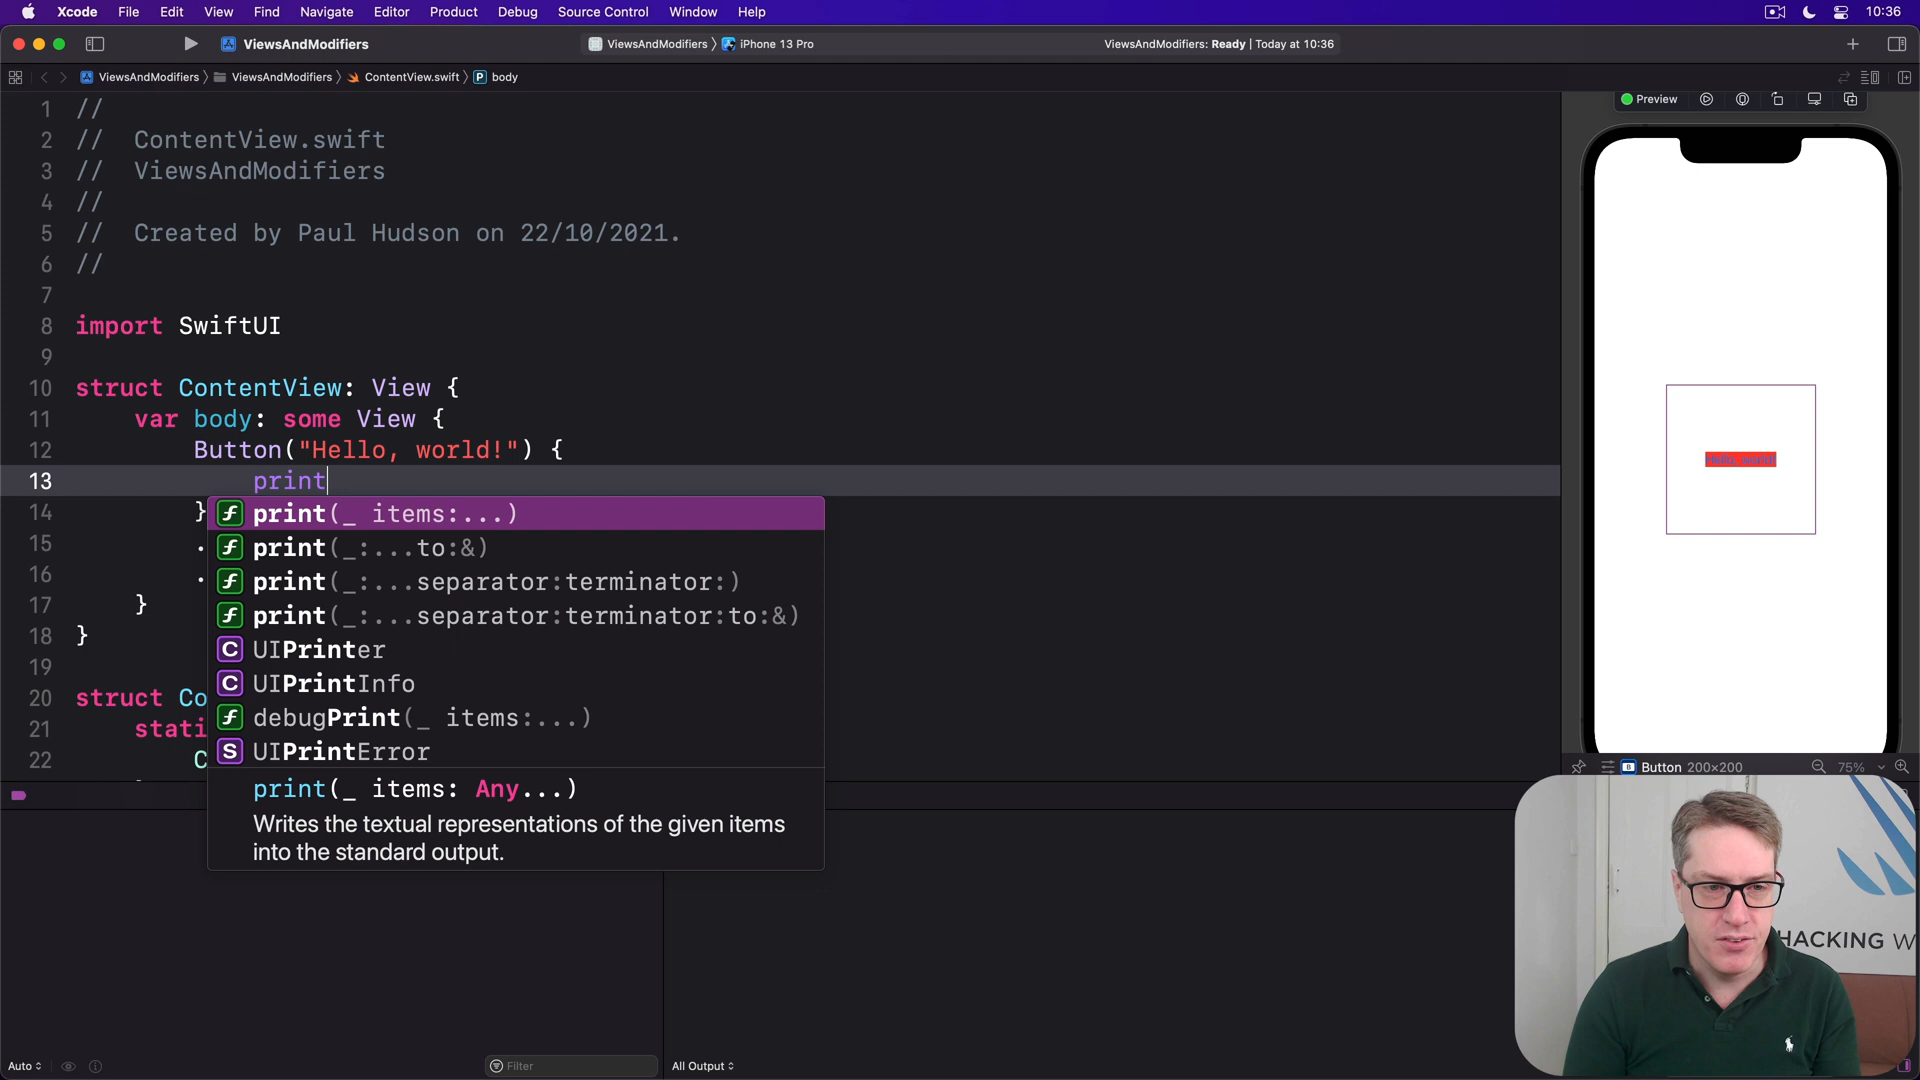 Xcode File Edit View Find Navigate Editor Product Debug Source Control Window Help 10:36
ViewsAndModifiers ViewsAndModifiers iPhone 13 Pro ViewsAndModifiers: Ready | Today at 10:36
ViewsAndModifiers ViewsAndModifiers ContentView.swift P body
1 //
2 // ContentView.swift
3 // ViewsAndModifiers
4 //
5 // Created by Paul Hudson on 22/10/2021.
6 //
7
8 import SwiftUI
9
10 struct ContentView: View {
11 var body: some View {
12 Button("Hello, world!") {
13 print
14 }
15 .
16 .
17 }
18 }
19
20 struct Co
21 stati
22 C
print(_ items:...)
print(_:...to:&)
print(_:...separator:terminator:)
print(_:...separator:terminator:to:&)
C UIPrinter
C UIPrintInfo
debugPrint(_ items:...)
S UIPrintError
print(_ items: Any...)
Writes the textual representations of the given items
into the standard output.
Preview
Hello, world!
B Button 200×200 75%
HACKING W
Auto Filter All Output